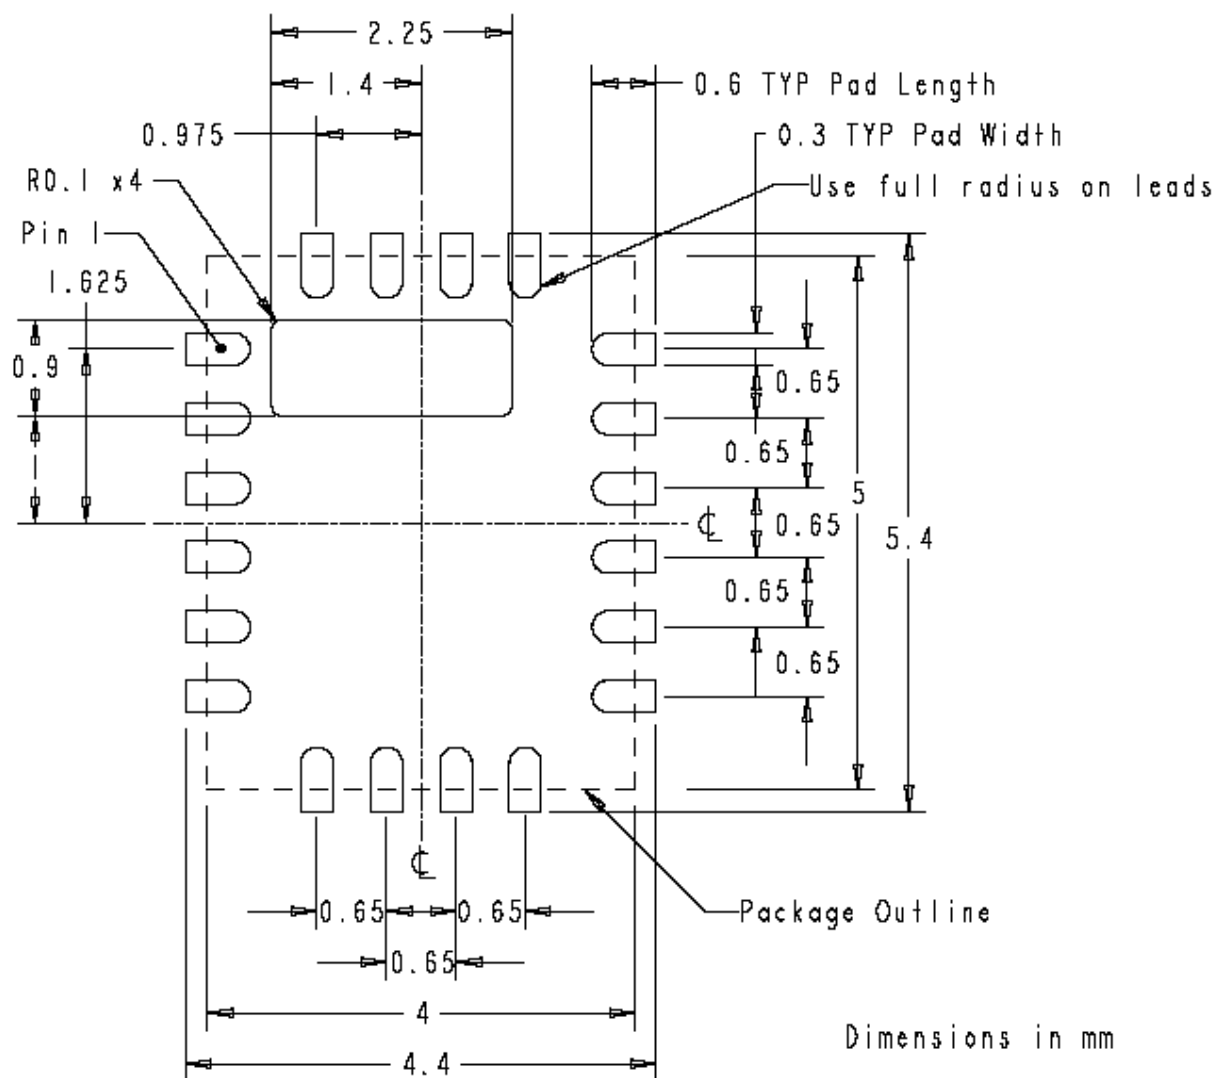 2.25
1.4
0.6 TYP Pad Length
0.975
0.3 TYP Pad Width
R0.1 x4
Use full radius on leads
Pin 1
1.625
0.9
0.65
0.65
1
5
℄
0.65
5.4
0.65
0.65
℄
0.65
0.65
Package Outline
0.65
4
Dimensions in mm
4.4